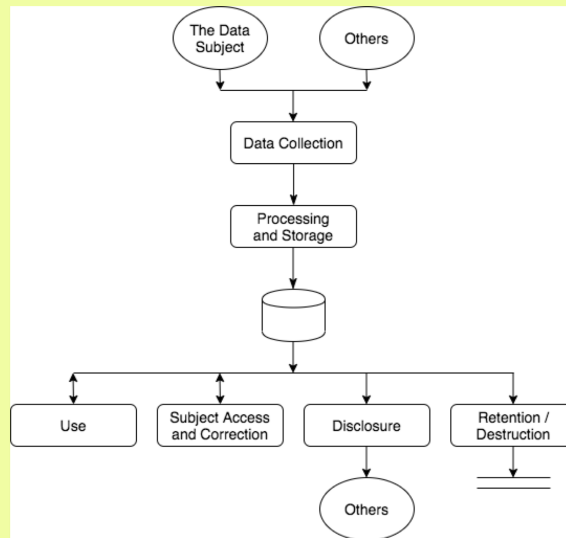 The Data
Subject
Others
Data Collection
Processing
and Storage
Use
Subject Access
and Correction
Disclosure
Retention /
Destruction
Others